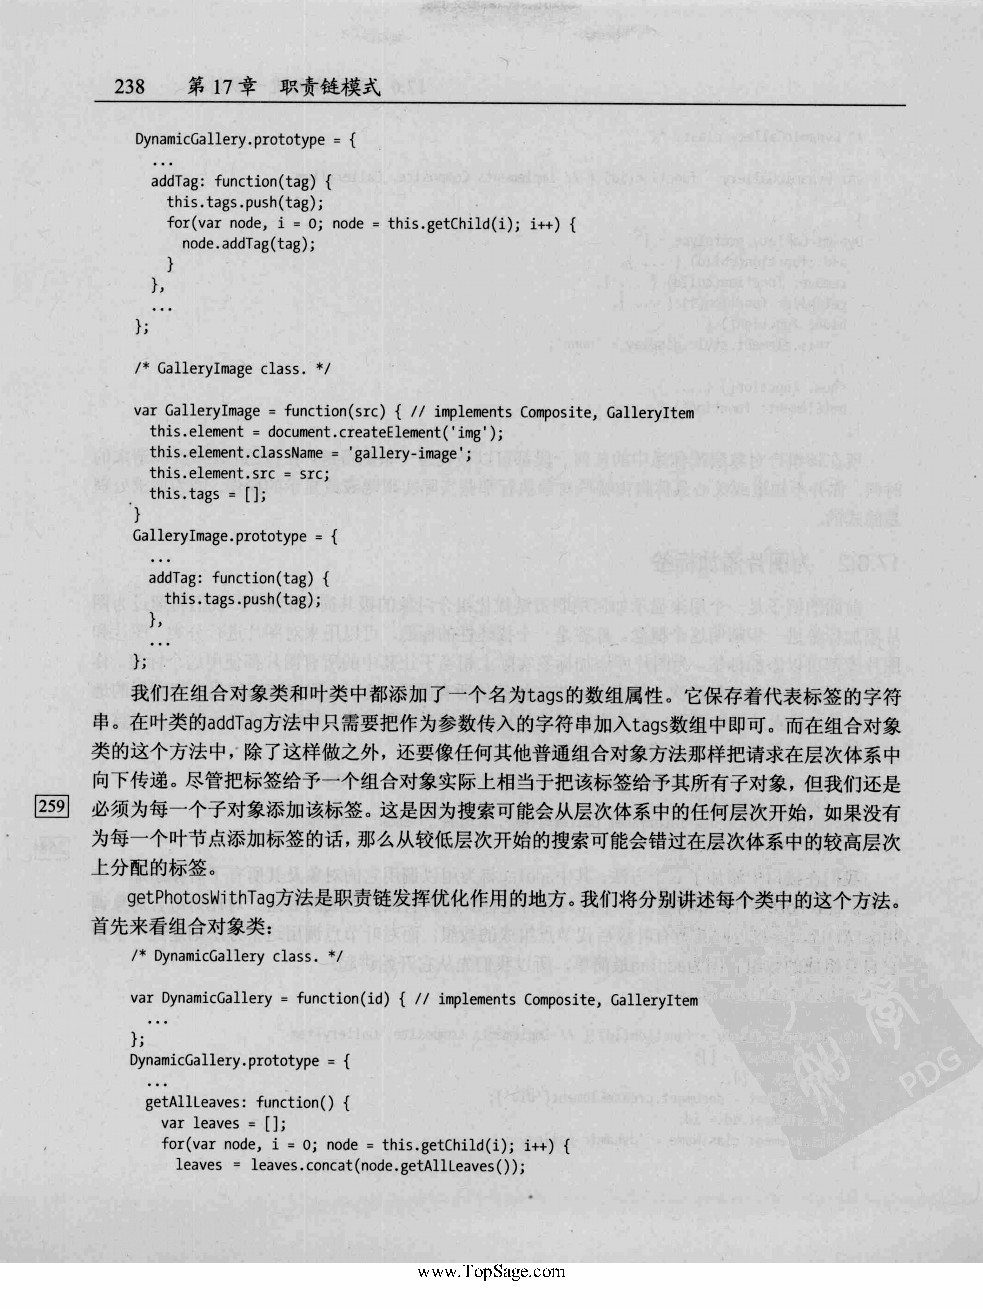 238 第 17 章 职责链模式
DynamicGallery.prototype = {
...
addTag: function(tag) {
this.tags.push(tag);
for(var node, i = 0; node = this.getChild(i); i++) {
node.addTag(tag);
}
},
...
};
/* GalleryImage class. */
var GalleryImage = function(src) { // implements Composite, GalleryItem
this.element = document.createElement('img');
this.element.className = 'gallery-image';
this.element.src = src;
this.tags = [];
}
GalleryImage.prototype = {
...
addTag: function(tag) {
this.tags.push(tag);
},
...
};
我们在组合对象类和叶类中都添加了一个名为tags的数组属性。它保存着代表标签的字符
串。在叶类的addTag方法中只需要把作为参数传入的字符串加入tags数组中即可。而在组合对象
类的这个方法中，除了这样做之外，还要像任何其他普通组合对象方法那样把请求在层次体系中
向下传递。尽管把标签给予一个组合对象实际上相当于把该标签给予其所有子对象，但我们还是
259 必须为每一个子对象添加该标签。这是因为搜索可能会从层次体系中的任何层次开始，如果没有
为每一个叶节点添加标签的话，那么从较低层次开始的搜索可能会错过在层次体系中的较高层次
上分配的标签。
getPhotosWithTag方法是职责链发挥优化作用的地方。我们将分别讲述每个类中的这个方法。
首先来看组合对象类：
/* DynamicGallery class. */
var DynamicGallery = function(id) { // implements Composite, GalleryItem
...
};
DynamicGallery.prototype = {
...
getAllLeaves: function() {
var leaves = [];
for(var node, i = 0; node = this.getChild(i); i++) {
leaves = leaves.concat(node.getAllLeaves());
PDG
www.TopSage.com